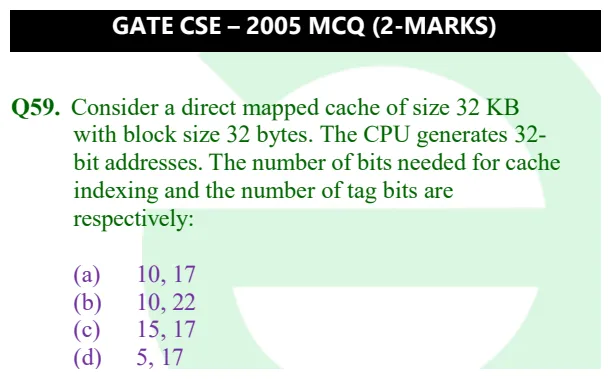 GATE CSE – 2005 MCQ (2-MARKS)
Q59. Consider a direct mapped cache of size 32 KB
with block size 32 bytes. The CPU generates 32-
bit addresses. The number of bits needed for cache
indexing and the number of tag bits are
respectively:
(a) 10, 17
(b) 10, 22
(c) 15, 17
(d) 5, 17